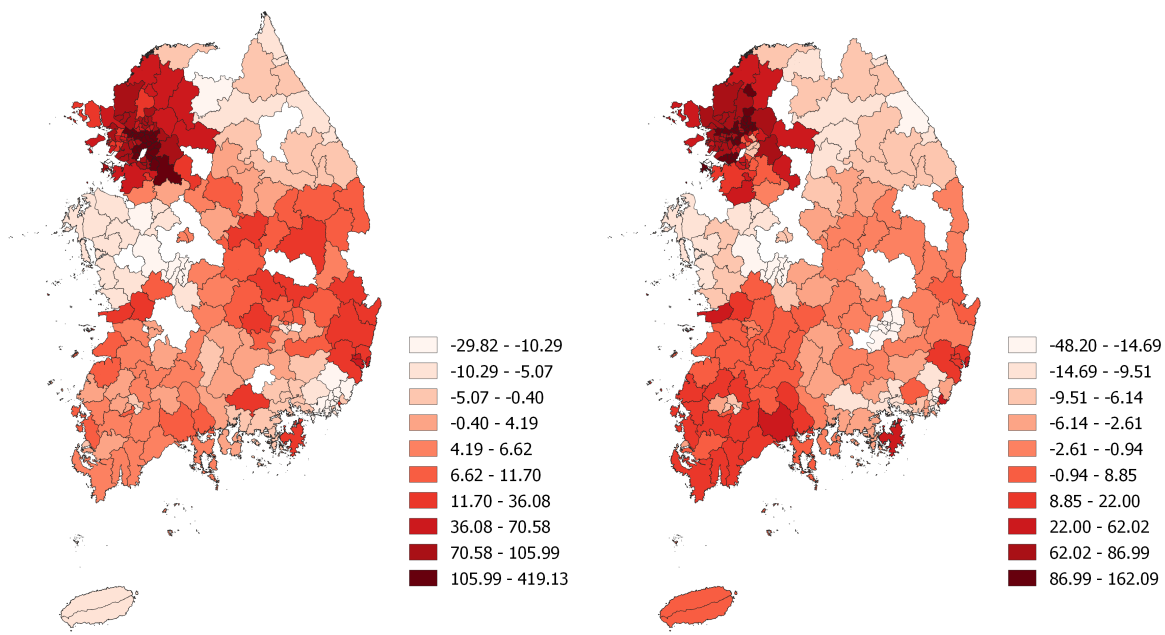 -29.82 - -10.29
-10.29 - -5.07
-5.07 - -0.40
-0.40 - 4.19
4.19 - 6.62
6.62 - 11.70
11.70 - 36.08
36.08 - 70.58
70.58 - 105.99
105.99 - 419.13
-48.20 - -14.69
-14.69 - -9.51
-9.51 - -6.14
-6.14 - -2.61
-2.61 - -0.94
-0.94 - 8.85
8.85 - 22.00
22.00 - 62.02
62.02 - 86.99
86.99 - 162.09